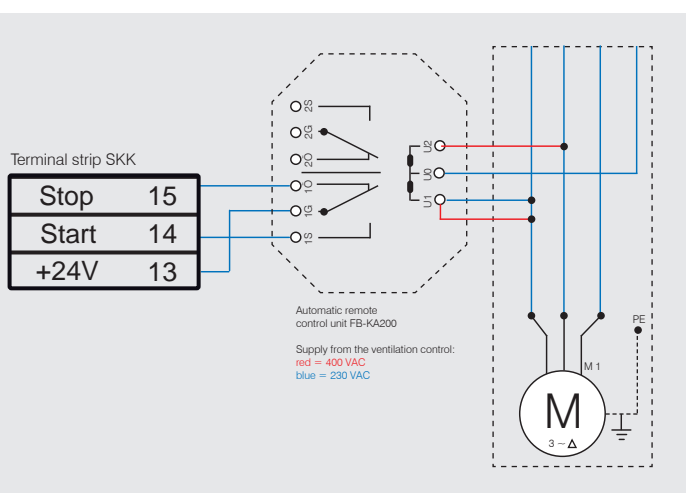 Terminal strip SKK
Stop 15
Start 14
+24V 13
2S
2G
2O
1O
1G
1S
U2
U0
U1
Automatic remote
control unit FB-KA200
Supply from the ventilation control:
red = 400 VAC
blue = 230 VAC
PE
M 1
M
3 ~ Δ